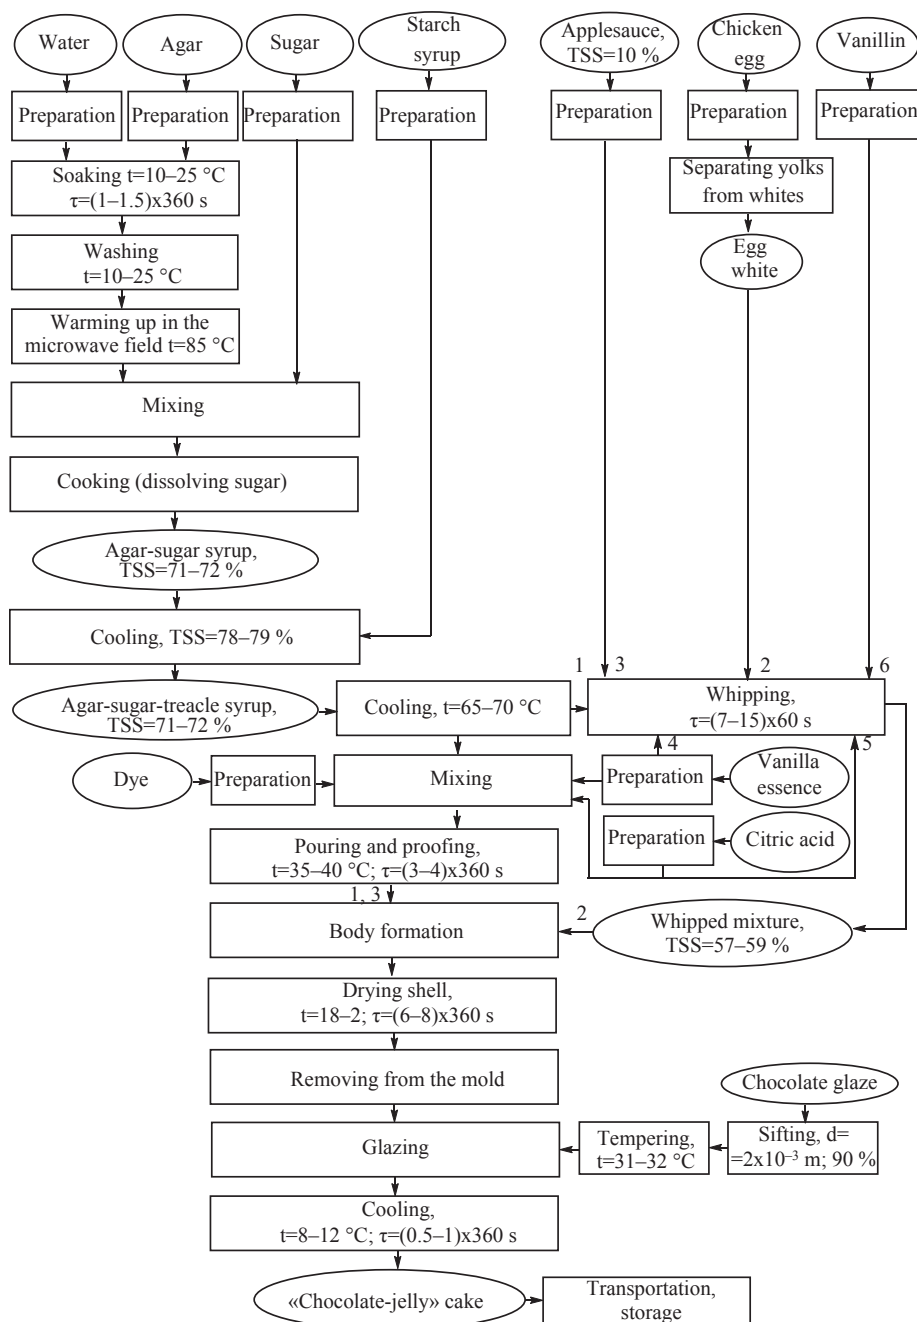 Water
Agar
Sugar
Starch
syrup
Applesauce,
TSS=10 %
Chicken
egg
Vanillin
Preparation
Preparation
Preparation
Preparation
Preparation
Preparation
Preparation
Soaking t=10–25 °C
τ=(1–1.5)x360 s
Separating yolks
from whites
Washing
t=10–25 °C
Egg
white
Warming up in the
microwave field t=85 °C
Mixing
Cooking (dissolving sugar)
Agar-sugar syrup,
TSS=71–72 %
Cooling, TSS=78–79 %
1
3
2
6
Agar-sugar-treacle syrup,
TSS=71–72 %
Cooling, t=65–70 °C
Whipping,
τ=(7–15)x60 s
4
5
Dye
Preparation
Mixing
Preparation
Vanilla
essence
Preparation
Citric acid
Pouring and proofing,
t=35–40 °C; τ=(3–4)x360 s
1, 3
Body formation
2
Whipped mixture,
TSS=57–59 %
Drying shell,
t=18–2; τ=(6–8)x360 s
Removing from the mold
Chocolate glaze
Glazing
Tempering,
t=31–32 °C
Sifting, d=
=2x10⁻³ m; 90 %
Cooling,
t=8–12 °C; τ=(0.5–1)x360 s
«Chocolate-jelly» cake
Transportation,
storage